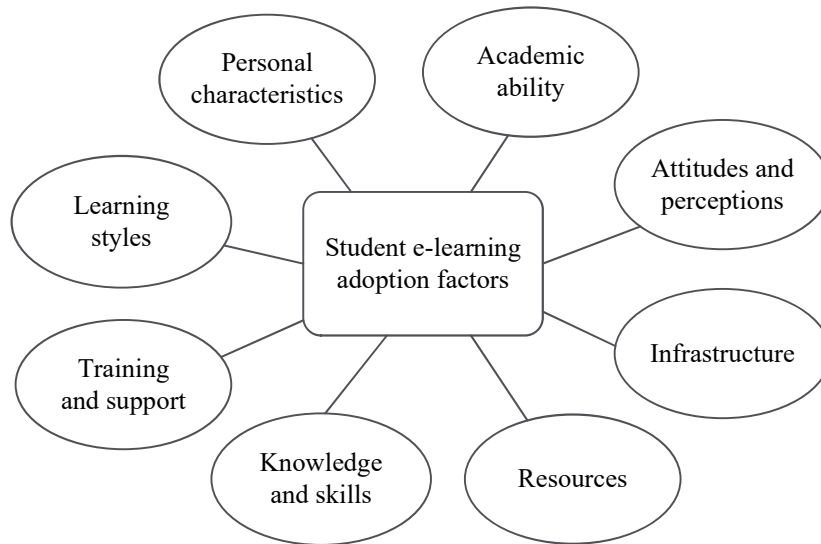 Personal
characteristics
Academic
ability
Attitudes and
perceptions
Learning
styles
Student e-learning
adoption factors
Infrastructure
Training
and support
Knowledge
and skills
Resources